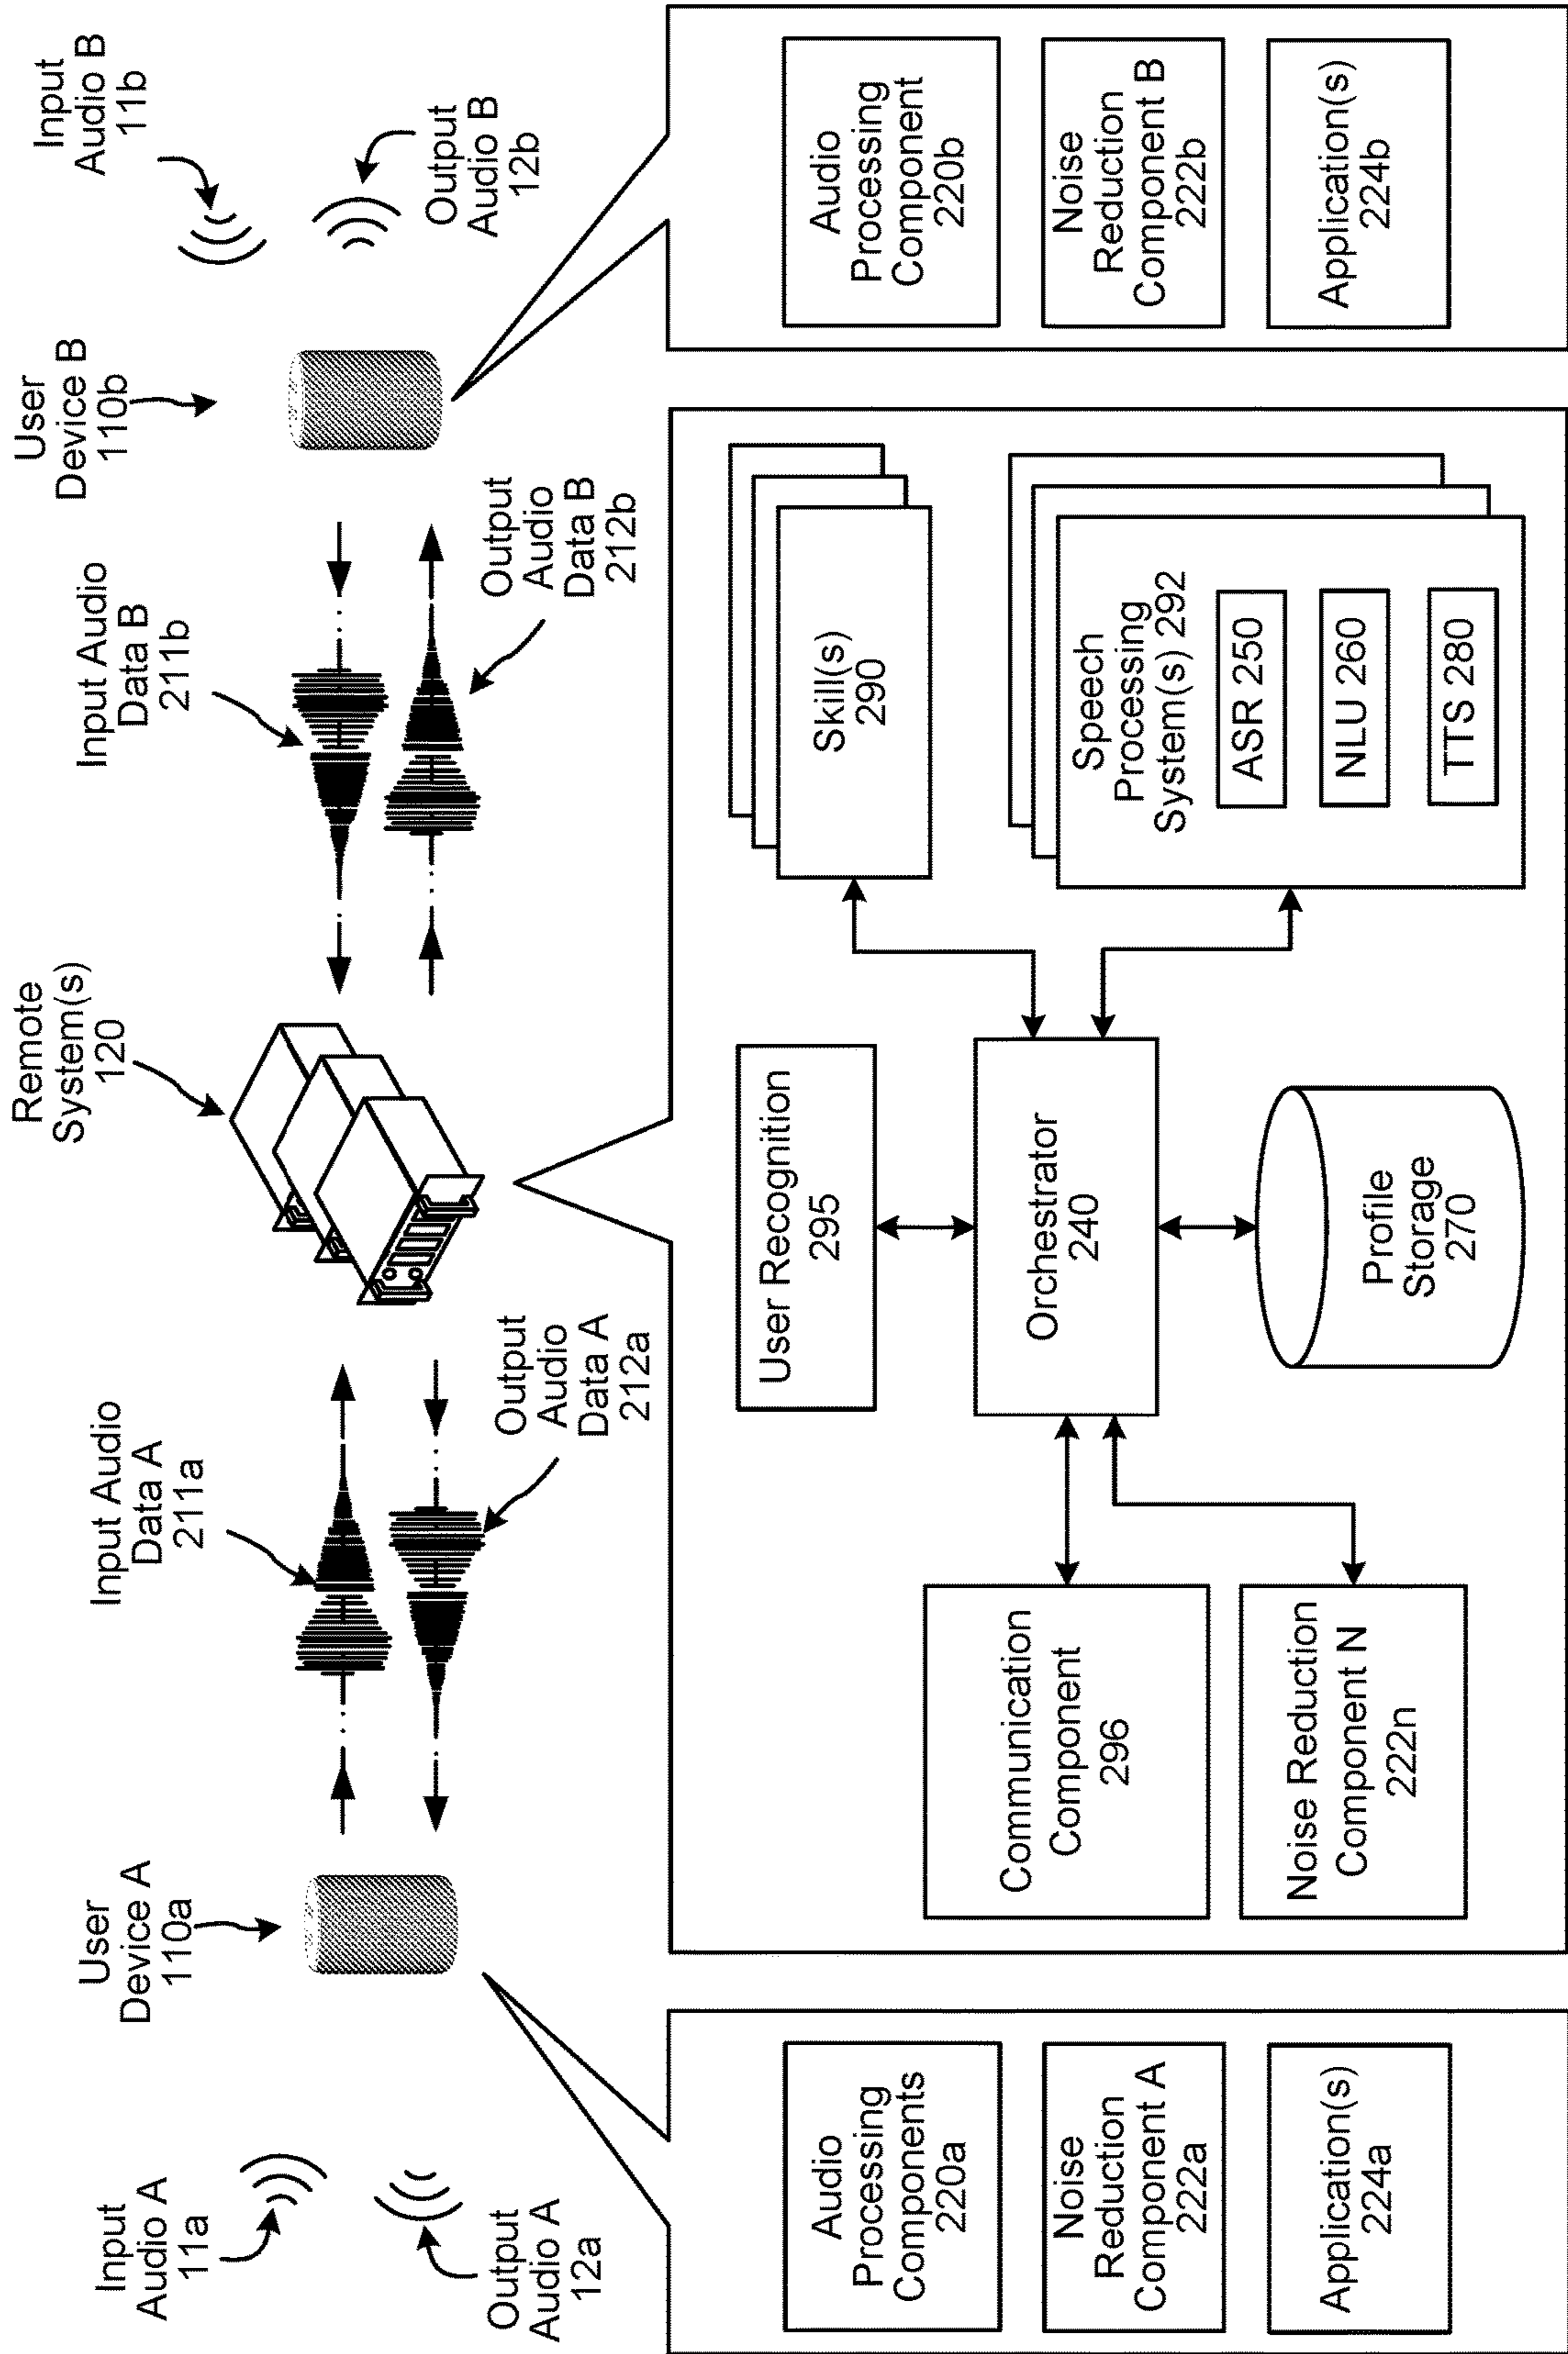 Input
Audio A
11a
Output
Audio A
12a
User
Device A
110a
Input Audio
Data A
211a
Output
Audio
Data A
212a
Remote
System(s)
120
Input Audio
Data B
211b
Output
Audio
Data B
212b
User
Device B
110b
Input
Audio B
11b
Output
Audio B
12b
Audio
Processing
Components
220a
Noise
Reduction
Component A
222a
Application(s)
224a
Communication
Component
296
Noise Reduction
Component N
222n
User Recognition
295
Orchestrator
240
Profile
Storage
270
Skill(s)
290
Speech
Processing
System(s) 292
ASR 250
NLU 260
TTS 280
Audio
Processing
Component
220b
Noise
Reduction
Component B
222b
Application(s)
224b